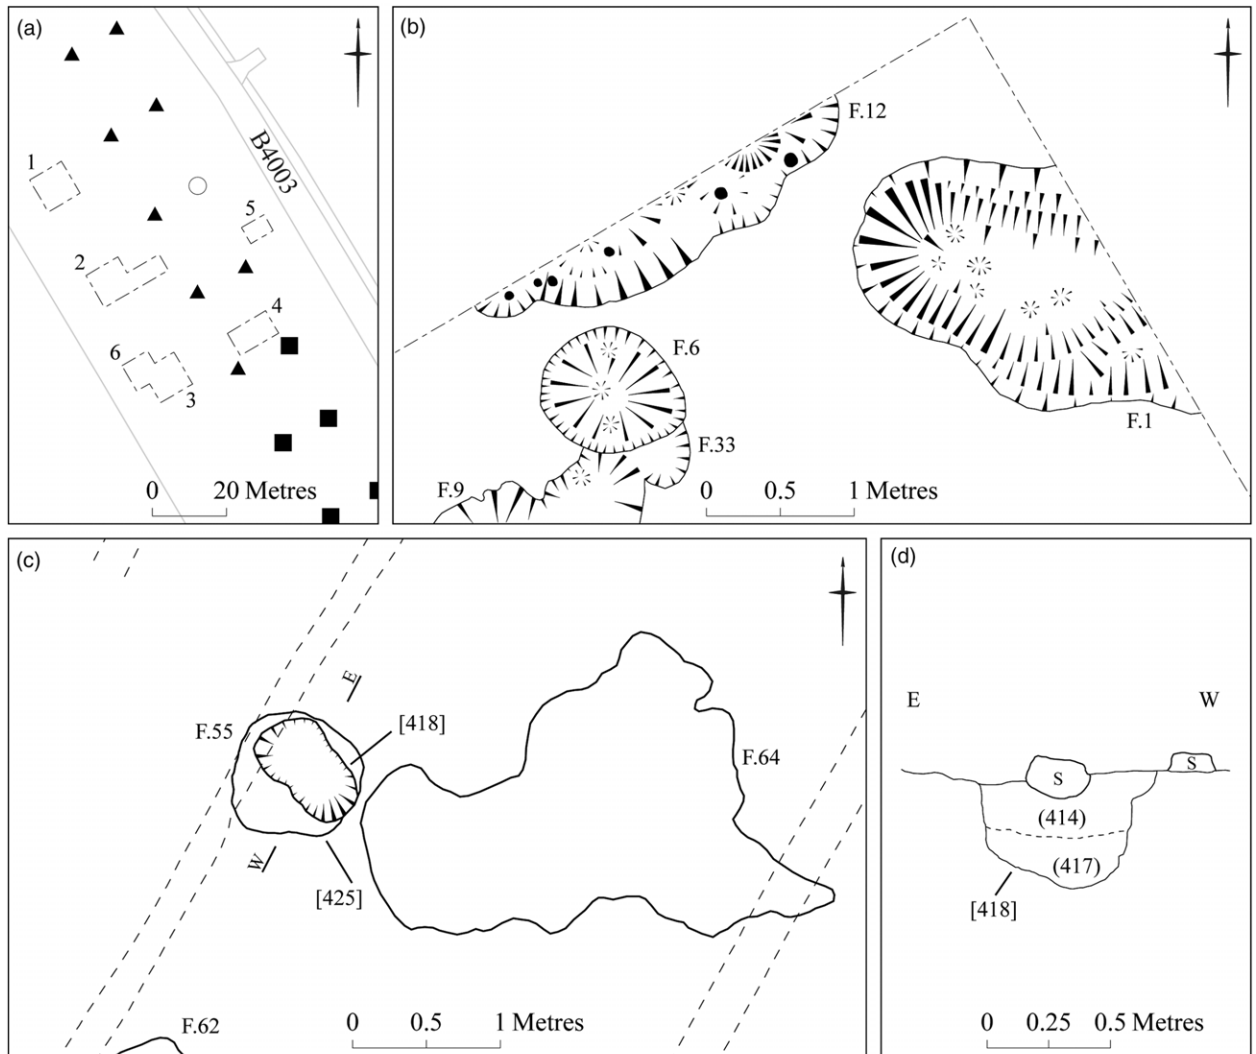 (a)
B4003
1
5
2
4
6
3
0 20 Metres
(b)
F.12
F.6
F.33
F.9
F.1
0 0.5 1 Metres
(c)
E
F.55
[418]
F.64
W
[425]
F.62
0 0.5 1 Metres
(d)
E W
S
S
(414)
(417)
[418]
0 0.25 0.5 Metres